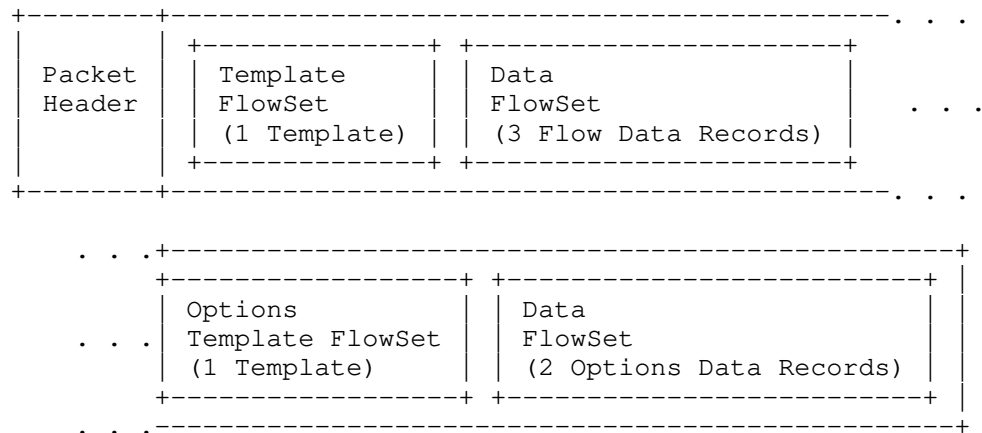 Packet Header
Template FlowSet (1 Template)
Data FlowSet (3 Flow Data Records)
. . .
Options Template FlowSet (1 Template)
Data FlowSet (2 Options Data Records)